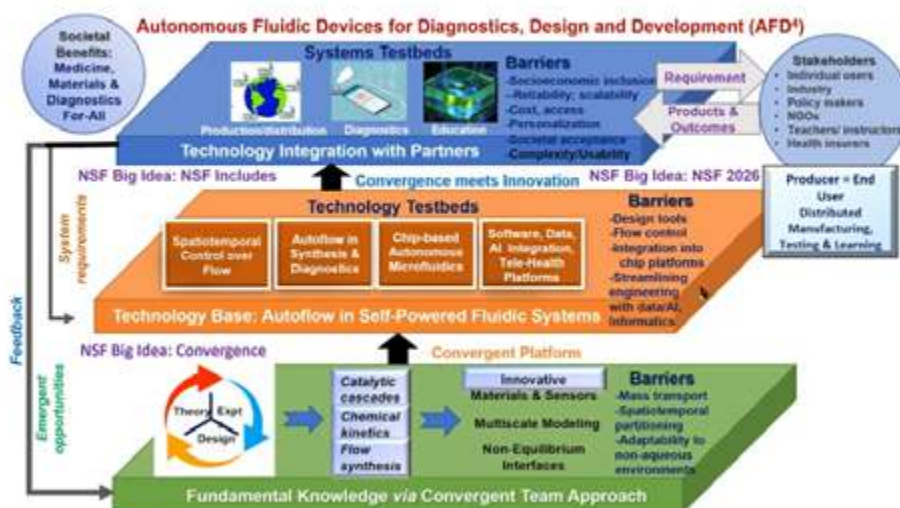 Autonomous Fluidic Devices for Diagnostics, Design and Development (AFD⁴)
Societal
Benefits:
Medicine,
Materials &
Diagnostics
For-All
Systems Testbeds
Production/distribution
Diagnostics
Education
Barriers
-Socioeconomic inclusion
-Reliability; scalability
-Cost, access
-Personalization
-Societal acceptance
-Complexity/Usability
Technology Integration with Partners
Requirement
Products &
Outcomes
Stakeholders
• Individual users
• Industry
• Policy makers
• NGOs
• Teachers/ instructors
• Health insurers
Producer = End
User
Distributed
Manufacturing,
Testing & Learning
NSF Big Idea: NSF Includes
Convergence meets Innovation
NSF Big Idea: NSF 2026
System
requirements
Technology Testbeds
Spatiotemporal
Control over
Flow
Autoflow in
Synthesis &
Diagnostics
Chip-based
Autonomous
Microfluidics
Software, Data,
AI, Integration,
Tele-Health
Platforms
Barriers
-Design tools
-Flow control
-Integration into
chip platforms
-Streamlining
engineering
with data/AI,
Informatics
Technology Base: Autoflow in Self-Powered Fluidic Systems
Feedback
Emergent
opportunities
NSF Big Idea: Convergence
Convergent Platform
Theory
Expt
Design
Catalytic
cascades
Chemical
kinetics
Flow
synthesis
Innovative
Materials & Sensors
Multiscale Modeling
Non-Equilibrium
Interfaces
Barriers
-Mass transport
-Spatiotemporal
partitioning
-Adaptability to
non-aqueous
environments
Fundamental Knowledge via Convergent Team Approach